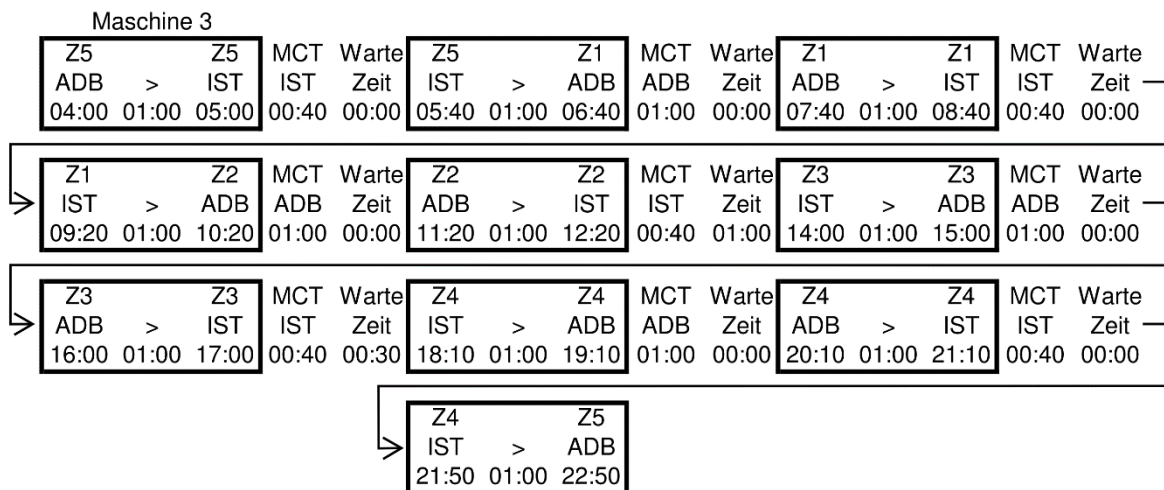 Maschine 3
Z5 Z5 MCT Warte Z5 Z1 MCT Warte Z1 Z1 MCT Warte
ADB > IST IST Zeit IST > ADB ADB Zeit ADB > IST IST Zeit
04:00 01:00 05:00 00:40 00:00 05:40 01:00 06:40 01:00 00:00 07:40 01:00 08:40 00:40 00:00
Z1 Z2 MCT Warte Z2 Z2 MCT Warte Z3 Z3 MCT Warte
IST > ADB ADB Zeit ADB > IST IST Zeit IST > ADB ADB Zeit
09:20 01:00 10:20 01:00 00:00 11:20 01:00 12:20 00:40 01:00 14:00 01:00 15:00 01:00 00:00
Z3 Z3 MCT Warte Z4 Z4 MCT Warte Z4 Z4 MCT Warte
ADB > IST IST Zeit IST > ADB ADB Zeit ADB > IST IST Zeit
16:00 01:00 17:00 00:40 00:30 18:10 01:00 19:10 01:00 00:00 20:10 01:00 21:10 00:40 00:00
Z4 Z5
IST > ADB
21:50 01:00 22:50